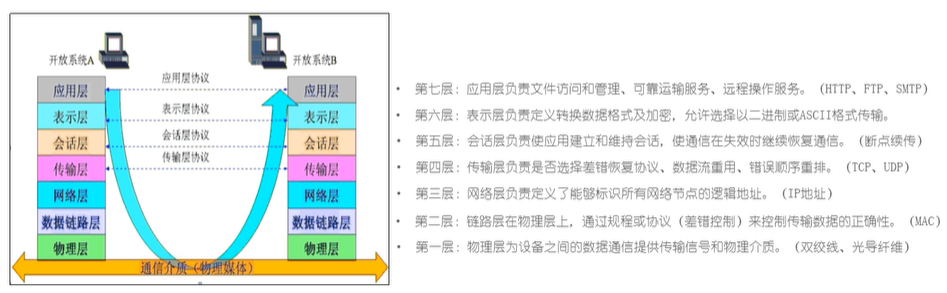 开放系统A
开放系统B
应用层
应用层协议
应用层
表示层
表示层协议
表示层
会话层
会话层协议
会话层
传输层
传输层协议
传输层
网络层
网络层
数据链路层
数据链路层
物理层
物理层
通信介质（物理媒体）
• 第七层：应用层负责文件访问和管理、可靠运输服务、远程操作服务。（HTTP、FTP、SMTP）
• 第六层：表示层负责定义转换数据格式及加密，允许选择以二进制或ASCII格式传输。
• 第五层：会话层负责使应用建立和维持会话，使通信在失效时继续恢复通信。（断点续传）
• 第四层：传输层负责是否选择差错恢复协议、数据流重用、错误顺序重排。（TCP、UDP）
• 第三层：网络层负责定义了能够标识所有网络节点的逻辑地址。（IP地址）
• 第二层：链路层在物理层上，通过规程或协议（差错控制）来控制传输数据的正确性。（MAC）
• 第一层：物理层为设备之间的数据通信提供传输信号和物理介质。（双绞线、光导纤维）